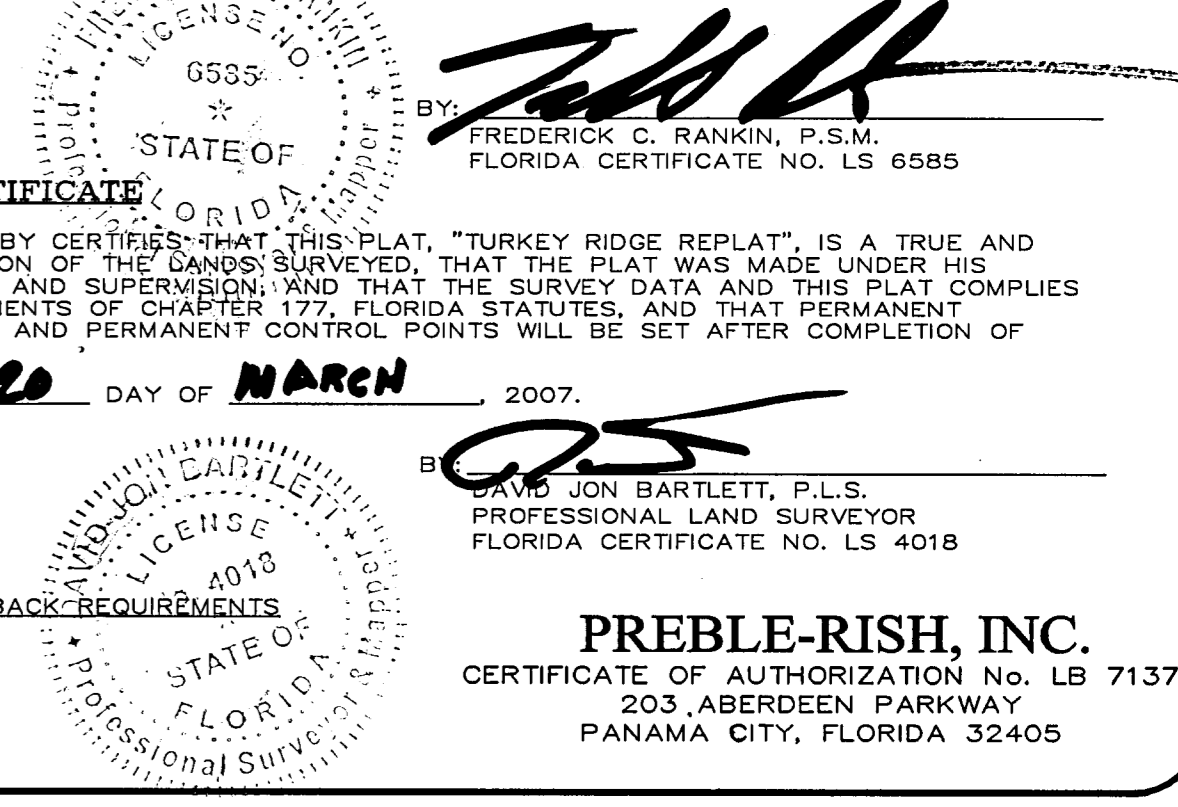 LICENSE NO
6585
STATE OF
FLORIDA
BY:
FREDERICK C. RANKIN, P.S.M.
FLORIDA CERTIFICATE NO. LS 6585
TIFICATE
BY CERTIFIES THAT THIS PLAT, "TURKEY RIDGE REPLAT", IS A TRUE AND
ON OF THE LANDS SURVEYED, THAT THE PLAT WAS MADE UNDER HIS
AND SUPERVISION, AND THAT THE SURVEY DATA AND THIS PLAT COMPLIES
MENTS OF CHAPTER 177, FLORIDA STATUTES, AND THAT PERMANENT
AND PERMANENT CONTROL POINTS WILL BE SET AFTER COMPLETION OF
20 DAY OF MARCH, 2007.
BY:
DAVID JON BARTLETT, P.L.S.
PROFESSIONAL LAND SURVEYOR
FLORIDA CERTIFICATE NO. LS 4018
DAVID JON BARTLETT
Professional Surveyor & Mapper
LICENSE
4018
STATE OF
FLORIDA
BACK REQUIREMENTS
PREBLE-RISH, INC.
CERTIFICATE OF AUTHORIZATION No. LB 7137
203 ABERDEEN PARKWAY
PANAMA CITY, FLORIDA 32405